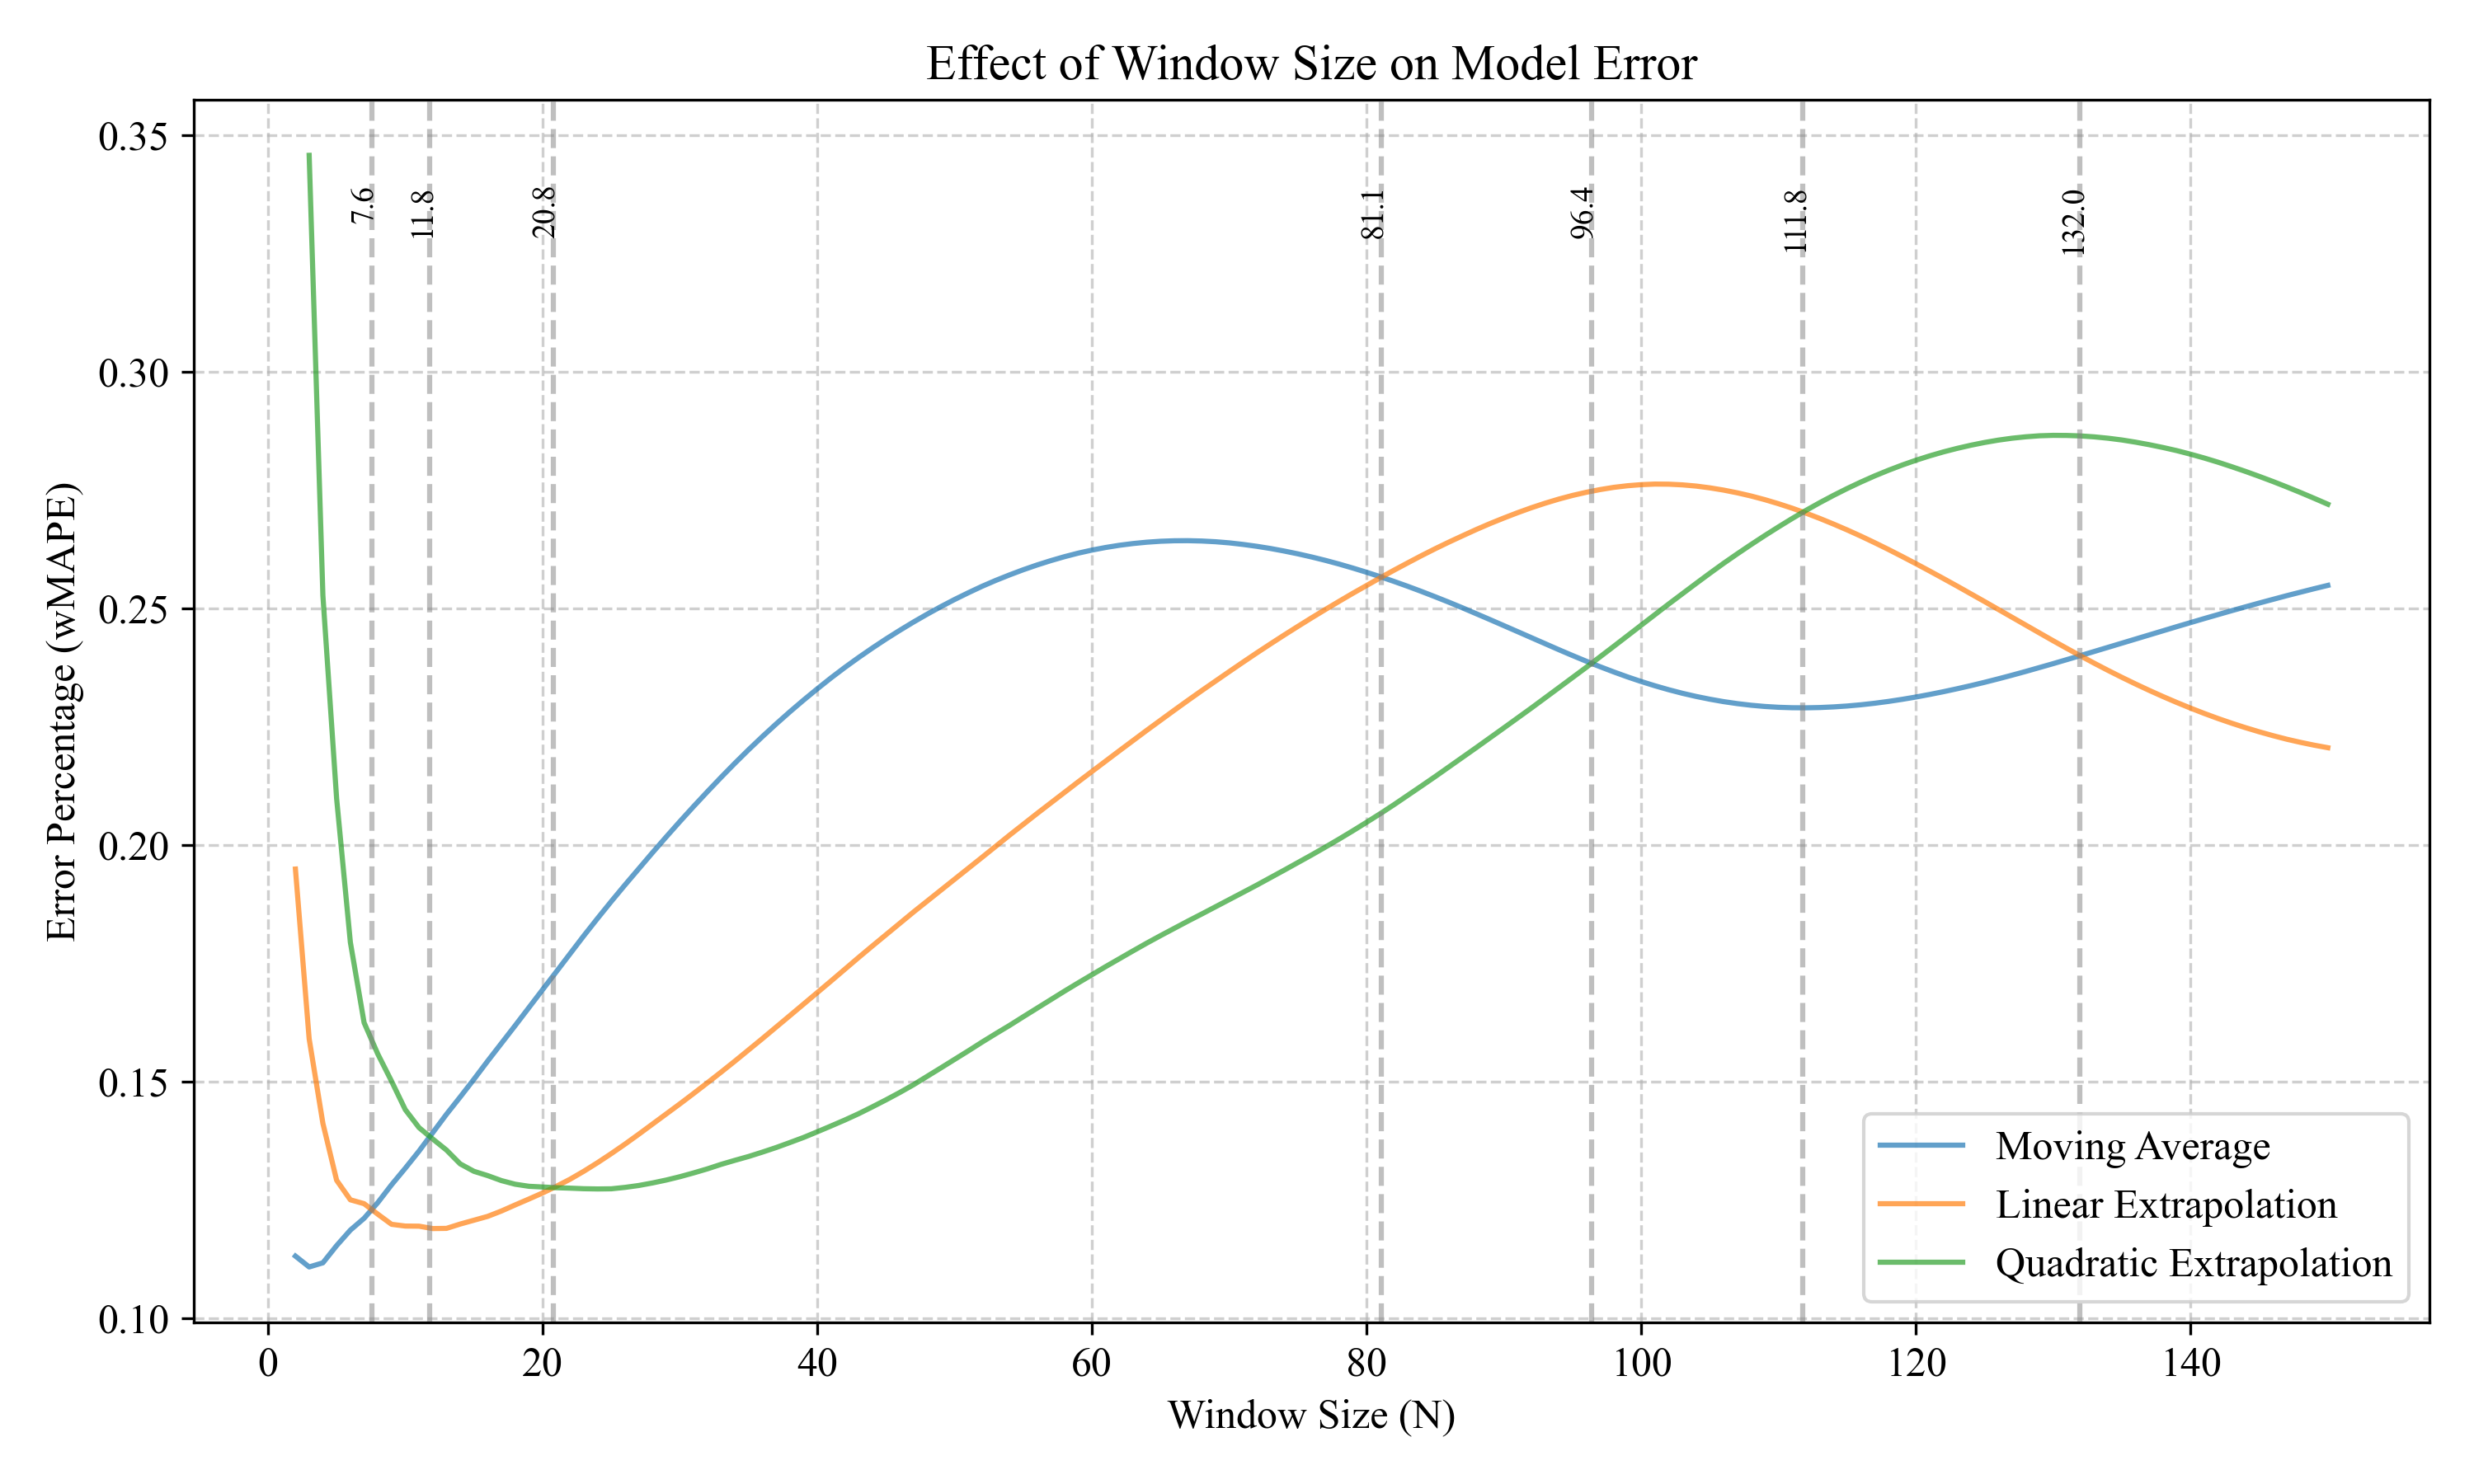 Effect of Window Size on Model Error
Error Percentage (wMAPE)
0.35
0.30
0.25
0.20
0.15
0.10
7.6
11.8
20.8
81.1
96.4
111.8
132.0
Moving Average
Linear Extrapolation
Quadratic Extrapolation
0 20 40 60 80 100 120 140
Window Size (N)